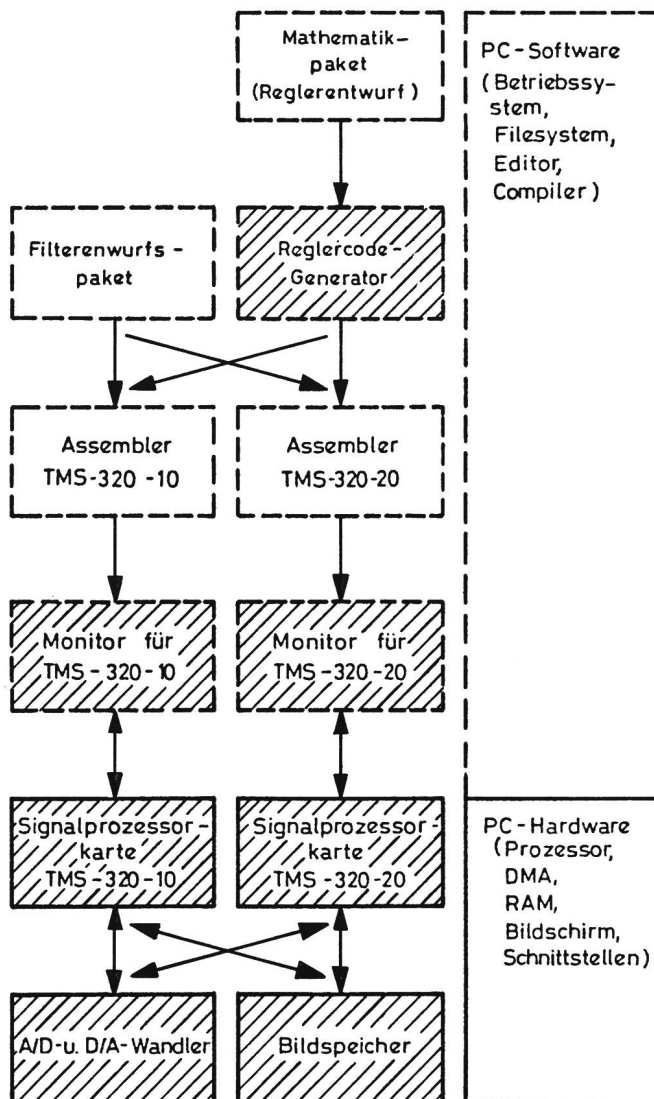 Mathematik-
paket
(Reglerentwurf)
PC-Software
(Betriebssy-
stem,
Filesystem,
Editor,
Compiler)
Filterenwurfs-
paket
Reglercode-
Generator
Assembler
TMS-320-10
Assembler
TMS-320-20
Monitor für
TMS-320-10
Monitor für
TMS-320-20
Signalprozessor-
karte
TMS-320-10
Signalprozessor-
karte
TMS-320-20
PC-Hardware
(Prozessor,
DMA,
RAM,
Bildschirm,
Schnittstellen)
A/D-u. D/A-Wandler
Bildspeicher